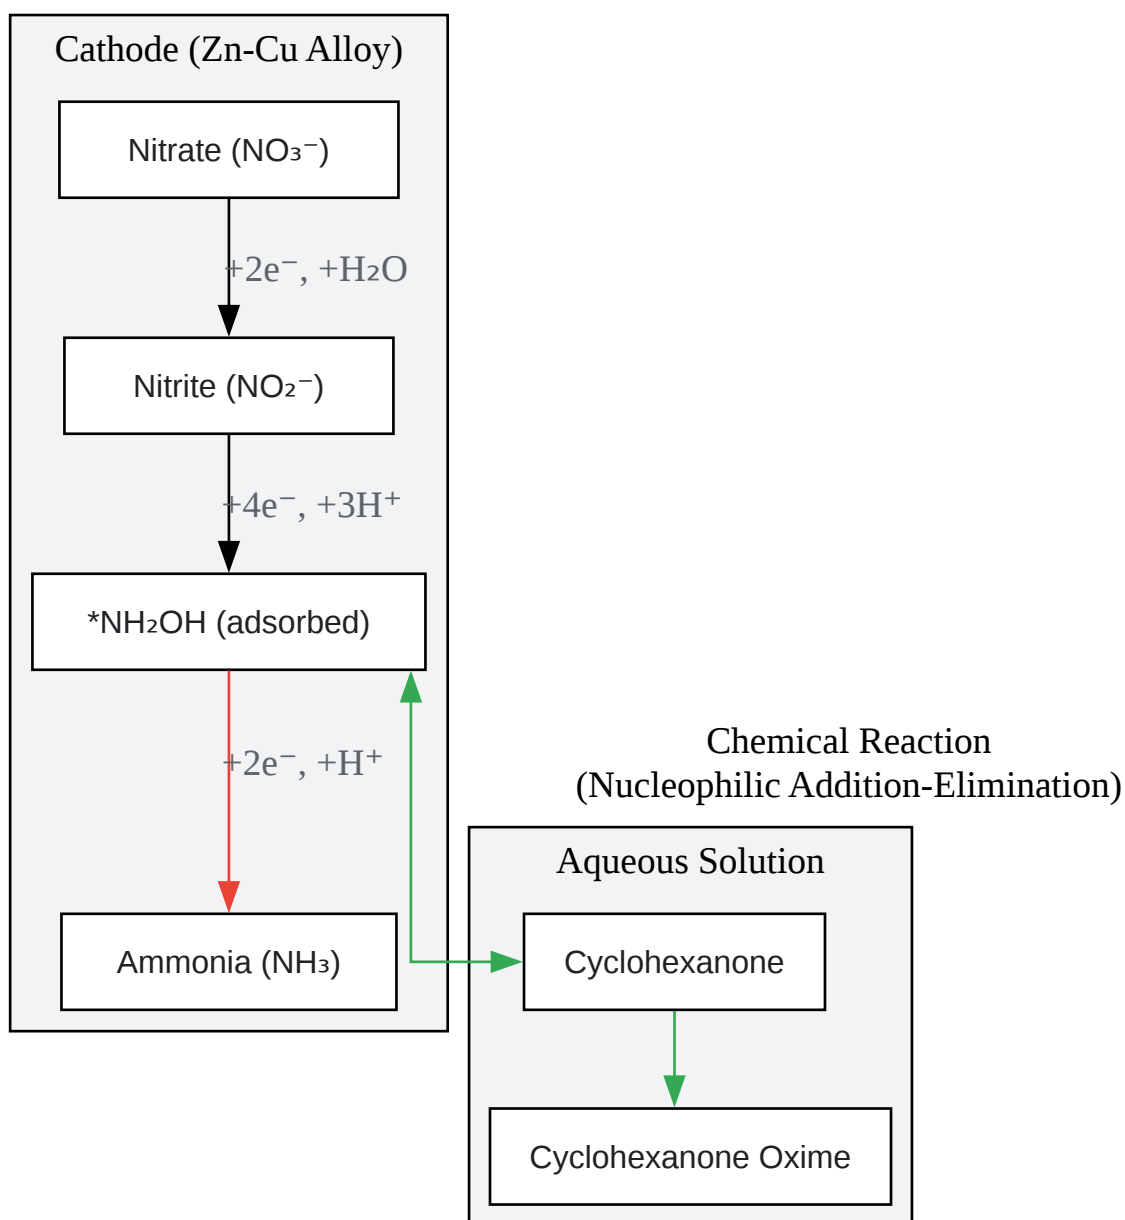 Cathode (Zn-Cu Alloy)
Nitrate (NO₃⁻)
+2e⁻, +H₂O
Nitrite (NO₂⁻)
+4e⁻, +3H⁺
*NH₂OH (adsorbed)
+2e⁻, +H⁺
Ammonia (NH₃)
Chemical Reaction
(Nucleophilic Addition-Elimination)
Aqueous Solution
Cyclohexanone
Cyclohexanone Oxime